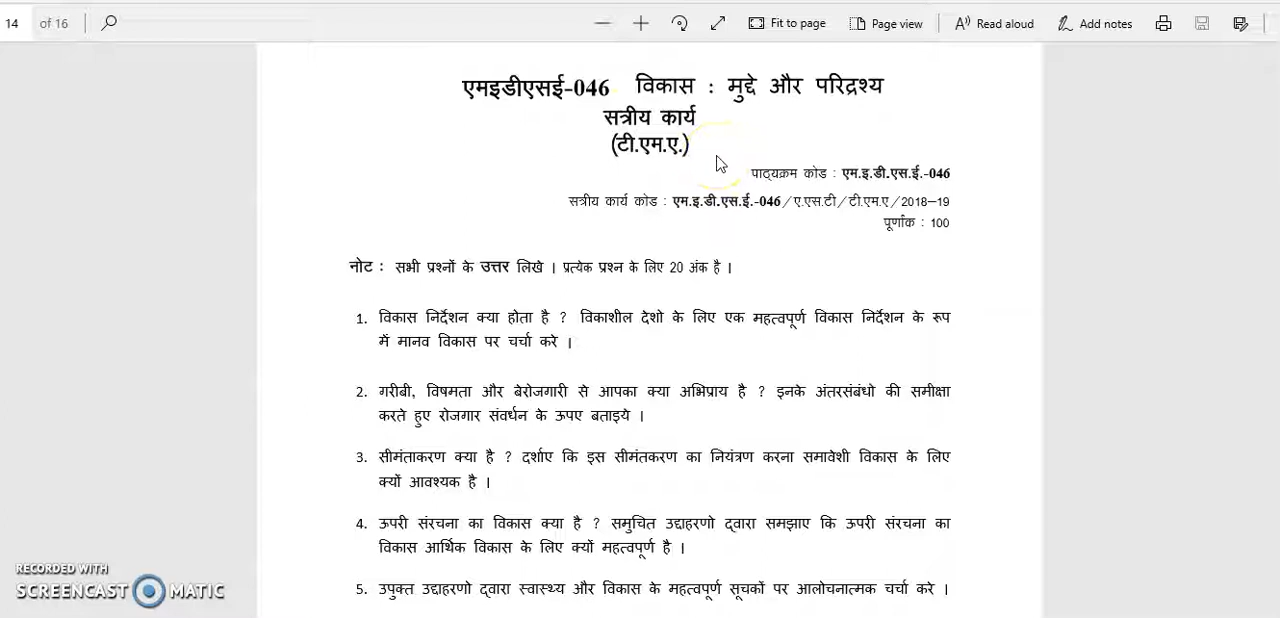 14 of 16 Fit to page Page view Read aloud Add notes
एमइडीएसई-046 विकास : मुद्दे और परिद्रश्य
सत्रीय कार्य
(टी.एम.ए.)
पाठ्यक्रम कोड : एम.इ.डी.एस.ई.-046
सत्रीय कार्य कोड : एम.इ.डी.एस.ई.-046/ए.एस.टी/टी.एम.ए/2018-19
पूर्णांक : 100
नोट : सभी प्रश्नों के उत्तर लिखे । प्रत्येक प्रश्न के लिए 20 अंक है ।
1. विकास निर्देशन क्या होता है ? विकाशील देशो के लिए एक महत्वपूर्ण विकास निर्देशन के रूप
में मानव विकास पर चर्चा करे ।
2. गरीबी, विषमता और बेरोजगारी से आपका क्या अभिप्राय है ? इनके अंतरसंबंधो की समीक्षा
करते हुए रोजगार संवर्धन के ऊपए बताइये ।
3. सीमंताकरण क्या है ? दर्शाए कि इस सीमंतकरण का नियंत्रण करना समावेशी विकास के लिए
क्यों आवश्यक है ।
4. ऊपरी संरचना का विकास क्या है ? समुचित उद्दाहरणो द्वारा समझाए कि ऊपरी संरचना का
विकास आर्थिक विकास के लिए क्यों महत्वपूर्ण है ।
5. उपुक्त उद्दाहरणो द्वारा स्वास्थ्य और विकास के महत्वपूर्ण सूचकों पर आलोचनात्मक चर्चा करे ।
RECORDED WITH
SCREENCAST MATIC